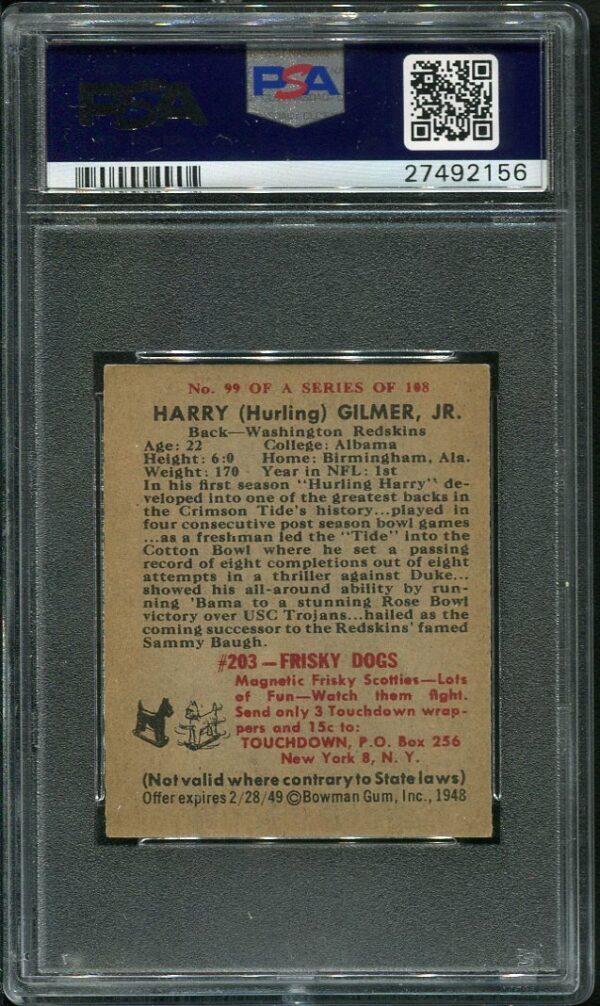 PSA
PSA
27492156
No. 99 OF A SERIES OF 108
HARRY (Hurling) GILMER, JR.
Back—Washington Redskins
Age: 22 College: Albama
Height: 6:0 Home: Birmingham, Ala.
Weight: 170 Year in NFL: 1st
In his first season "Hurling Harry" de-
veloped into one of the greatest backs in
the Crimson Tide's history...played in
four consecutive post season bowl games
...as a freshman led the "Tide" into the
Cotton Bowl where he set a passing
record of eight completions out of eight
attempts in a thriller against Duke...
showed his all-around ability by run-
ning 'Bama to a stunning Rose Bowl
victory over USC Trojans...hailed as the
coming successor to the Redskins' famed
Sammy Baugh.
#203—FRISKY DOGS
Magnetic Frisky Scotties—Lots
of Fun—Watch them fight.
Send only 3 Touchdown wrap-
pers and 15c to:
TOUCHDOWN, P.O. Box 256
New York 8, N. Y.
(Not valid where contrary to State laws)
Offer expires 2/28/49 ©Bowman Gum, Inc., 1948